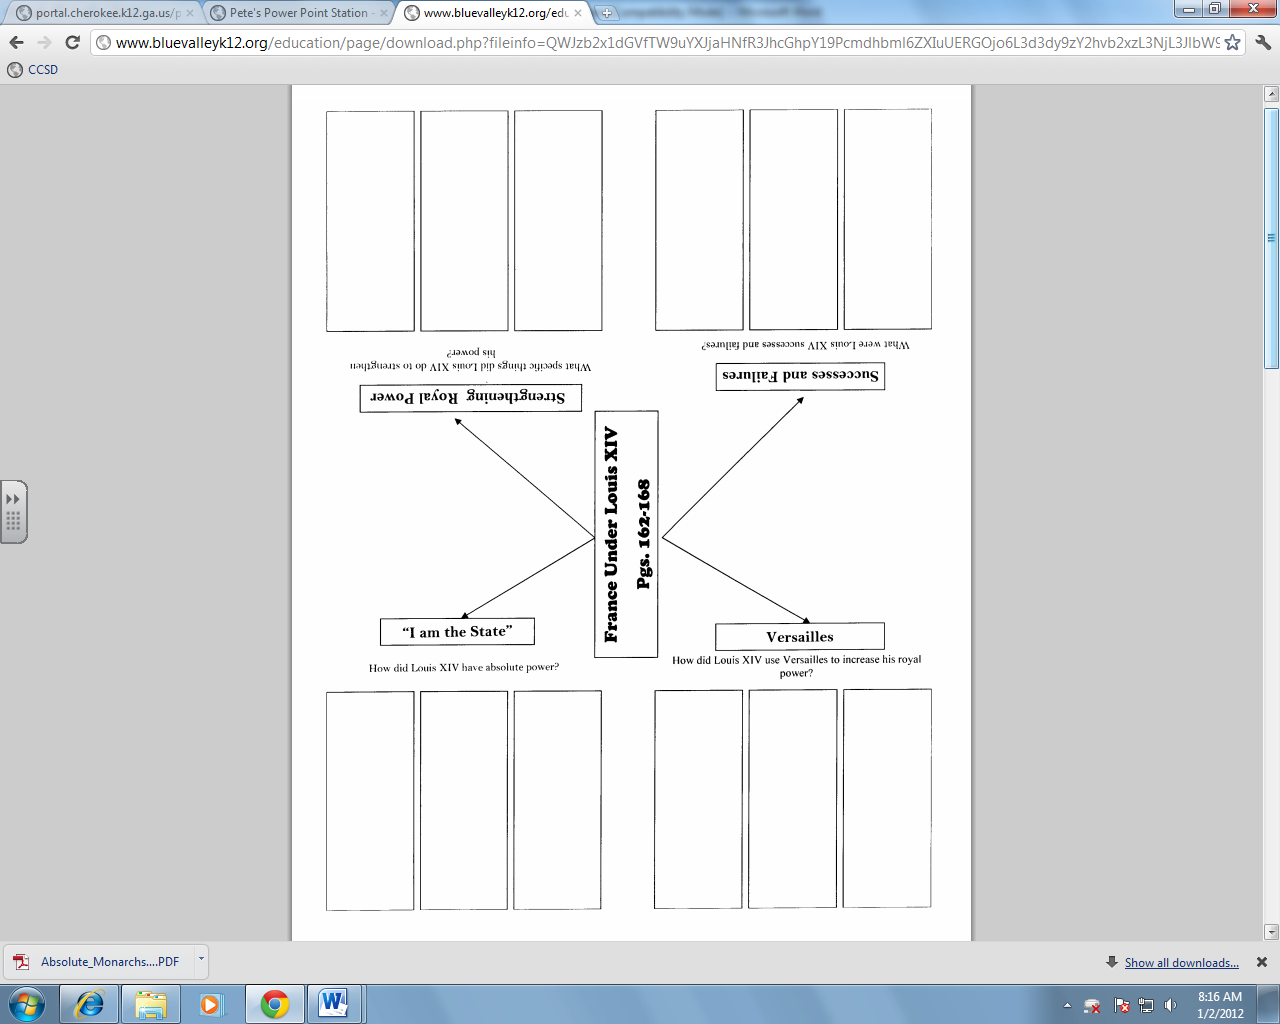 portal.cherokee.k12.ga.us/p
Pete's Power Point Station -
www.bluevalleyk12.org/edu
Microsoft Word
www.bluevalleyk12.org/education/page/download.php?fileinfo=QWJzb2x1dGVfTW9uYXJjaHNfR3JhcGhpY19Pcmdhbml6ZXIuUERGOjo6L3d3dy9zY2hvb2xzL3NjL3JlbW9
CCSD
What specific things did Louis XIV do to strengthen
his power?
Strengthening Royal Power
What were Louis XIV successes and failures?
Successes and Failures
France Under Louis XIV
Pgs. 162-168
“I am the State”
How did Louis XIV have absolute power?
Versailles
How did Louis XIV use Versailles to increase his royal
power?
Absolute_Monarchs....PDF
Show all downloads...
8:16 AM
1/2/2012